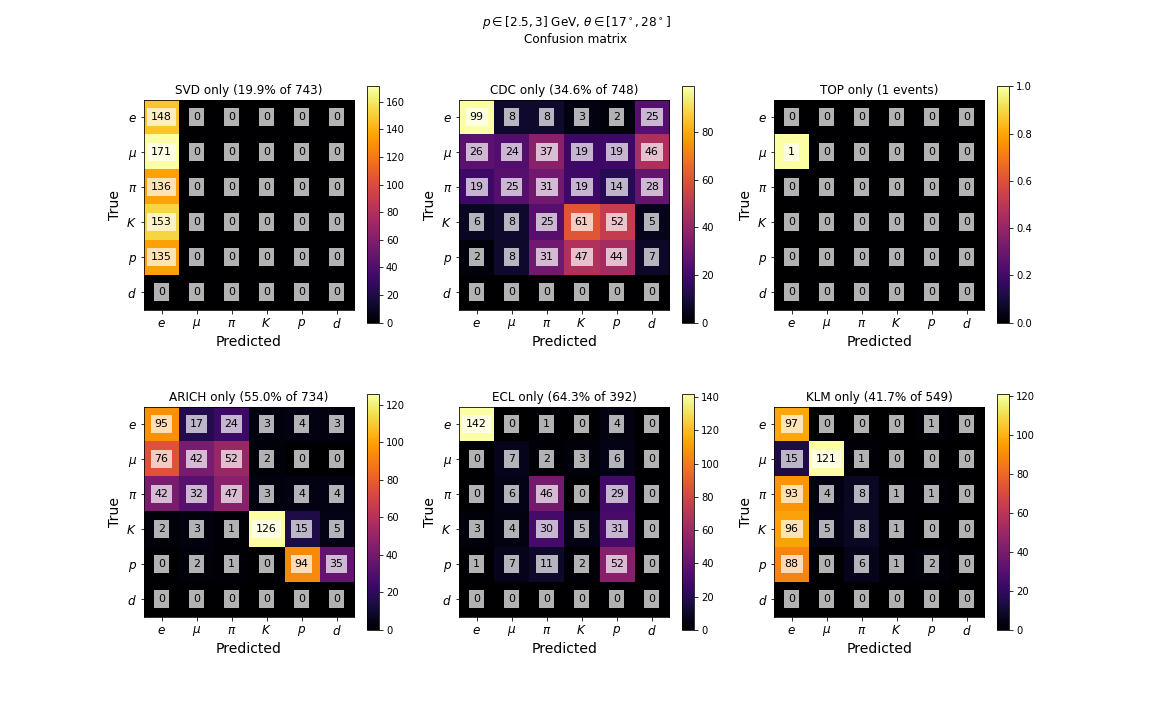 p ∈ [2.5, 3] GeV, θ ∈ [17°, 28°]
Confusion matrix
SVD only (19.9% of 743)
e 148 0 0 0 0 0
μ 171 0 0 0 0 0
π 136 0 0 0 0 0
K 153 0 0 0 0 0
p 135 0 0 0 0 0
d 0 0 0 0 0 0
e μ π K p d
True
Predicted
160
140
120
100
80
60
40
20
0
CDC only (34.6% of 748)
e 99 8 8 3 2 25
μ 26 24 37 19 19 46
π 19 25 31 19 14 28
K 6 8 25 61 52 5
p 2 8 31 47 44 7
d 0 0 0 0 0 0
e μ π K p d
True
Predicted
80
60
40
20
0
TOP only (1 events)
e 0 0 0 0 0 0
μ 1 0 0 0 0 0
π 0 0 0 0 0 0
K 0 0 0 0 0 0
p 0 0 0 0 0 0
d 0 0 0 0 0 0
e μ π K p d
True
Predicted
1.0
0.8
0.6
0.4
0.2
0.0
ARICH only (55.0% of 734)
e 95 17 24 3 4 3
μ 76 42 52 2 0 0
π 42 32 47 3 4 4
K 2 3 1 126 15 5
p 0 2 1 0 94 35
d 0 0 0 0 0 0
e μ π K p d
True
Predicted
120
100
80
60
40
20
0
ECL only (64.3% of 392)
e 142 0 1 0 4 0
μ 0 7 2 3 6 0
π 0 6 46 0 29 0
K 3 4 30 5 31 0
p 1 7 11 2 52 0
d 0 0 0 0 0 0
e μ π K p d
True
Predicted
140
120
100
80
60
40
20
0
KLM only (41.7% of 549)
e 97 0 0 0 1 0
μ 15 121 1 0 0 0
π 93 4 8 1 1 0
K 96 5 8 1 0 0
p 88 0 6 1 2 0
d 0 0 0 0 0 0
e μ π K p d
True
Predicted
120
100
80
60
40
20
0